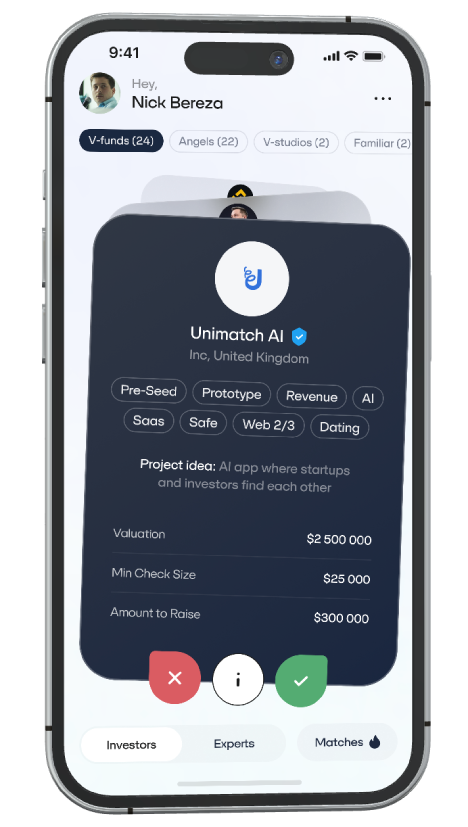 9:41
Hey,
Nick Bereza
V-funds (24) Angels (22) V-studios (2) Familiar (2)
Unimatch AI
Inc, United Kingdom
Pre-Seed Prototype Revenue AI
Saas Safe Web 2/3 Dating
Project idea: AI app where startups
and investors find each other
Valuation $2 500 000
Min Check Size $25 000
Amount to Raise $300 000
Investors Experts Matches